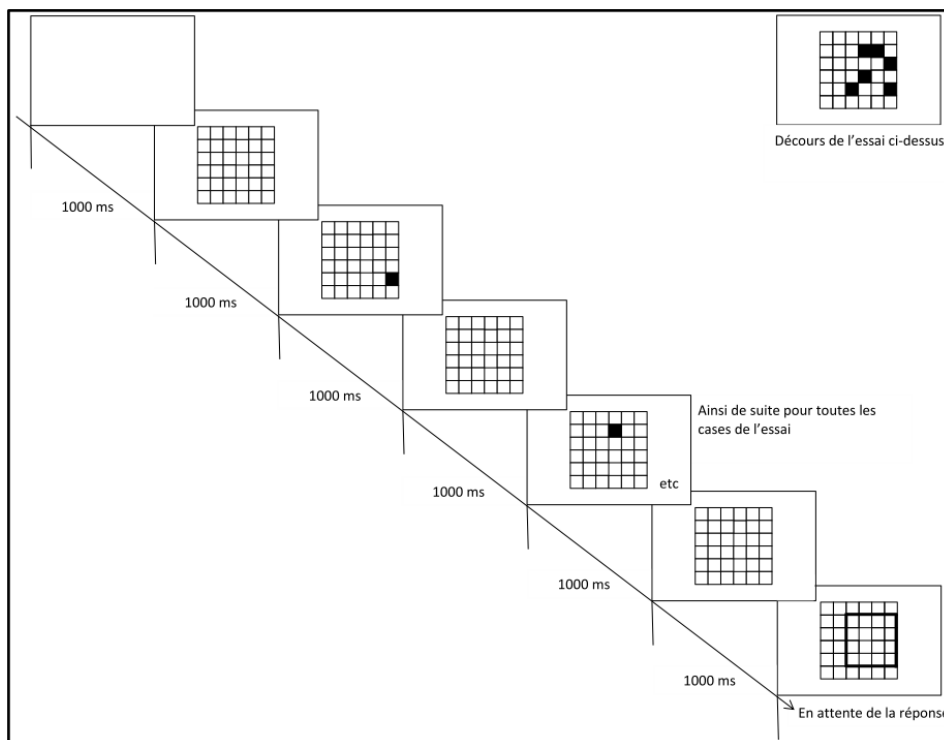 Décours de l'essai ci-dessus
1000 ms
1000 ms
1000 ms
Ainsi de suite pour toutes les
cases de l'essai
etc
1000 ms
1000 ms
1000 ms
En attente de la réponse